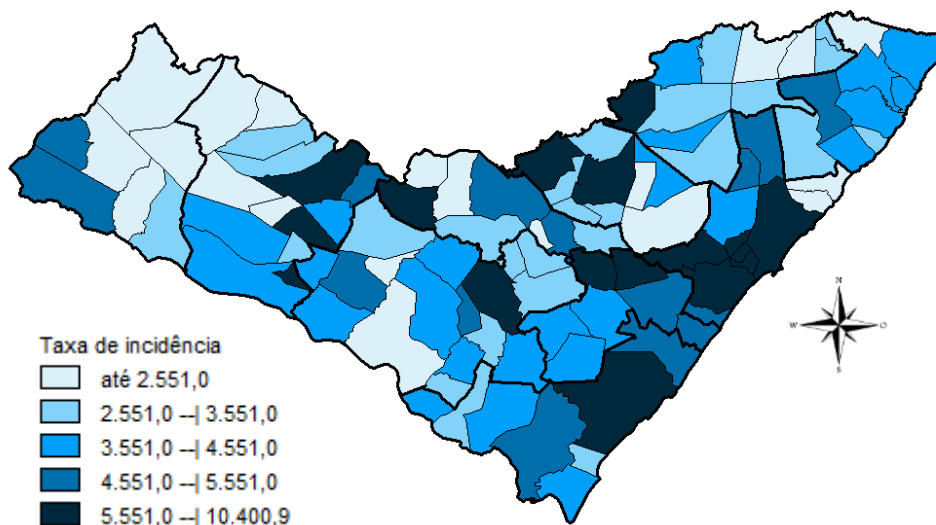 N
W
O
S
Taxa de incidência
até 2.551,0
2.551,0 --| 3.551,0
3.551,0 --| 4.551,0
4.551,0 --| 5.551,0
5.551,0 --| 10.400,9